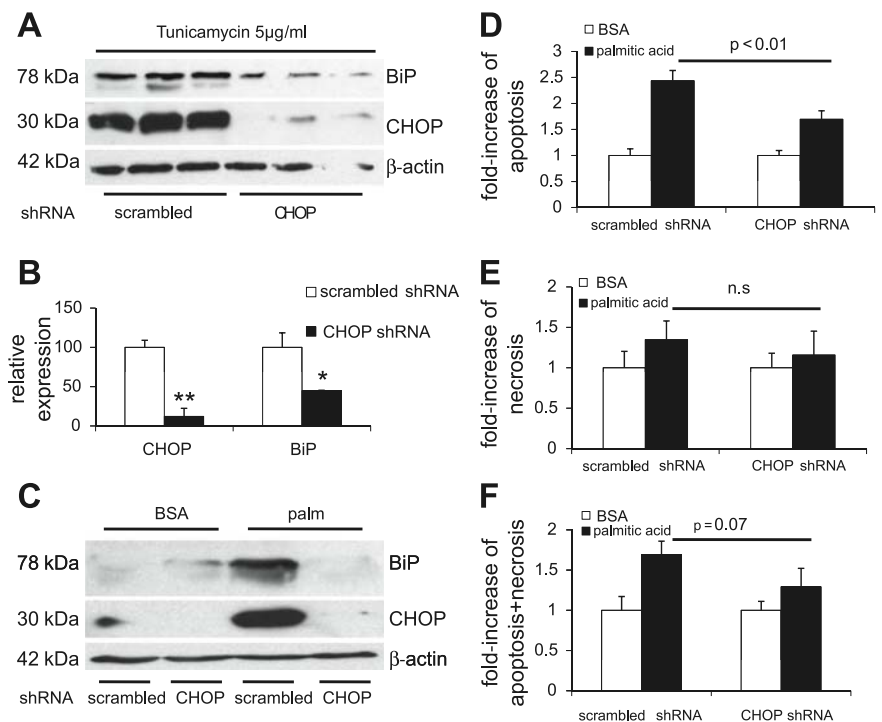 A
Tunicamycin 5µg/ml
78 kDa
BiP
30 kDa
CHOP
42 kDa
β-actin
shRNA
scrambled
CHOP
B
relative expression
150
100
50
0
scrambled shRNA
CHOP shRNA
**
*
CHOP
BiP
C
BSA
palm
78 kDa
BiP
30 kDa
CHOP
42 kDa
β-actin
shRNA
scrambled CHOP scrambled CHOP
D
BSA
palmitic acid
p < 0.01
fold-increase of apoptosis
3
2.5
2
1.5
1
0.5
0
scrambled shRNA
CHOP shRNA
E
BSA
palmitic acid
n.s
fold-increase of necrosis
2
1.5
1
0.5
0
scrambled shRNA
CHOP shRNA
F
BSA
palmitic acid
p = 0.07
fold-increase of apoptosis+necrosis
2
1.5
1
0.5
0
scrambled shRNA
CHOP shRNA